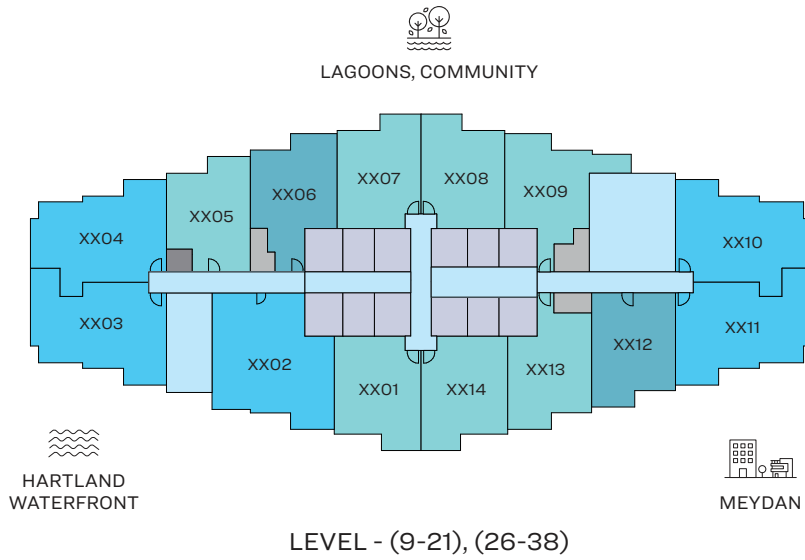 LAGOONS, COMMUNITY
XX07
XX08
XX06
XX09
XX05
XX04
XX10
XX03
XX11
XX02
XX12
XX01
XX14
XX13
HARTLAND
WATERFRONT
MEYDAN
LEVEL - (9-21), (26-38)